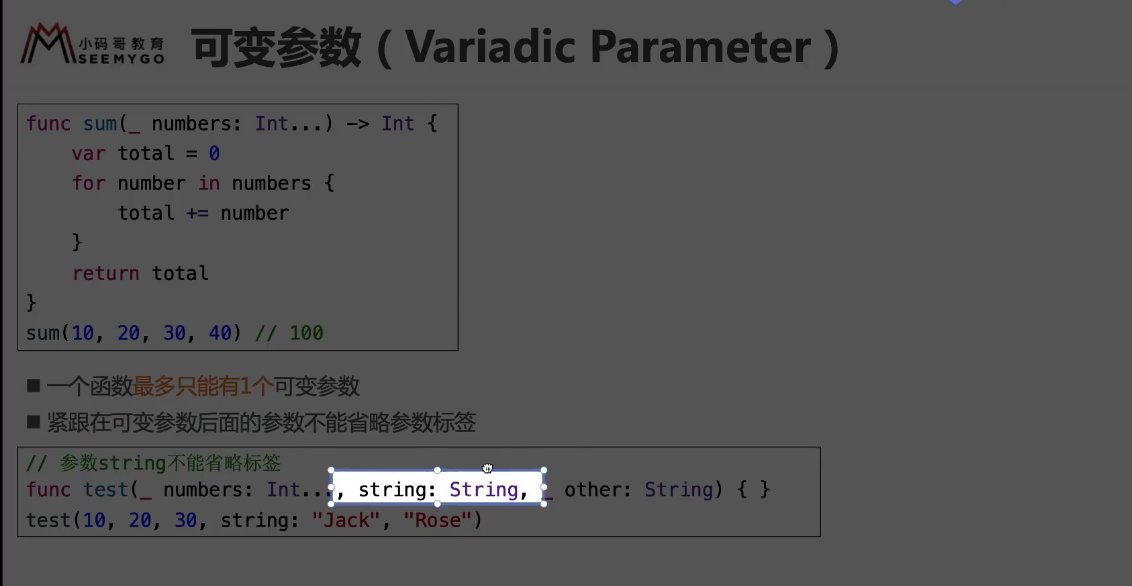 小码哥教育
SEEMYGO
可变参数（Variadic Parameter）
func sum(_ numbers: Int...) -> Int {
    var total = 0
    for number in numbers {
        total += number
    }
    return total
}
sum(10, 20, 30, 40) // 100
■ 一个函数最多只能有1个可变参数
■ 紧跟在可变参数后面的参数不能省略参数标签
// 参数string不能省略标签
func test(_ numbers: Int..., string: String, _ other: String) { }
test(10, 20, 30, string: "Jack", "Rose")